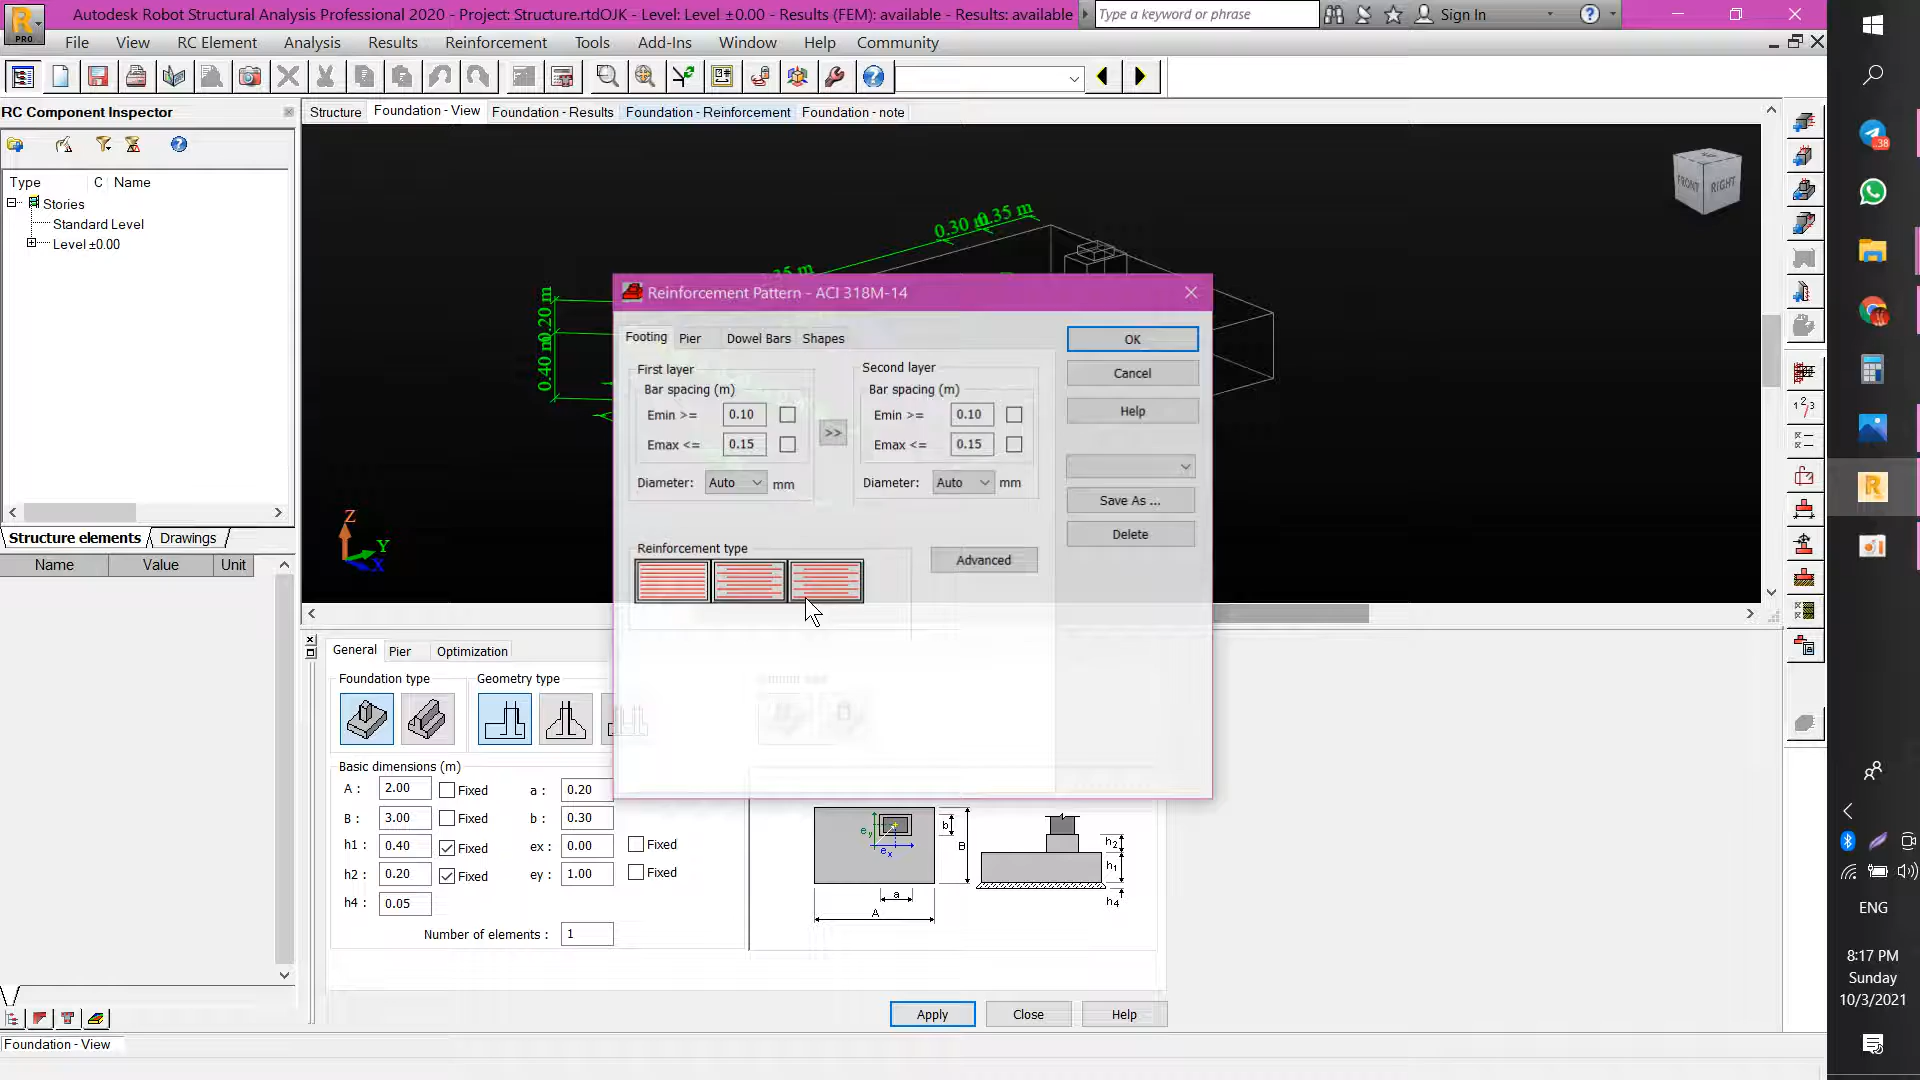 Autodesk Robot Structural Analysis Professional 2020 - Project: Structure.rtdOJK - Level: Level ±0.00 - Results (FEM): available - Results: available
Type a keyword or phrase
Sign In
PRO
File View RC Element Analysis Results Reinforcement Tools Add-Ins Window Help Community
RC Component Inspector
Structure Foundation - View Foundation - Results Foundation - Reinforcement Foundation - note
Type C Name
Stories
Standard Level
Level ±0.00
Structure elements Drawings
Name Value Unit
0.30 m
0.35 m
0.20 m
0.40 m
FRONT RIGHT
Z
Y
X
Reinforcement Pattern - ACI 318M-14
Footing Pier Dowel Bars Shapes
First layer
Bar spacing (m)
Emin >= 0.10
Emax <= 0.15
Diameter: Auto mm
>>
Second layer
Bar spacing (m)
Emin >= 0.10
Emax <= 0.15
Diameter: Auto mm
Reinforcement type
Advanced
OK
Cancel
Help
Save As ...
Delete
General Pier Optimization
Foundation type Geometry type
Basic dimensions (m)
A : 2.00 Fixed a : 0.20
B : 3.00 Fixed b : 0.30
h1 : 0.40 Fixed ex : 0.00 Fixed
h2 : 0.20 Fixed ey : 1.00 Fixed
h4 : 0.05
Number of elements : 1
ey
ex
b
B
a
A
h2
h1
h4
Apply Close Help
Foundation - View
38
ENG
8:17 PM
Sunday
10/3/2021